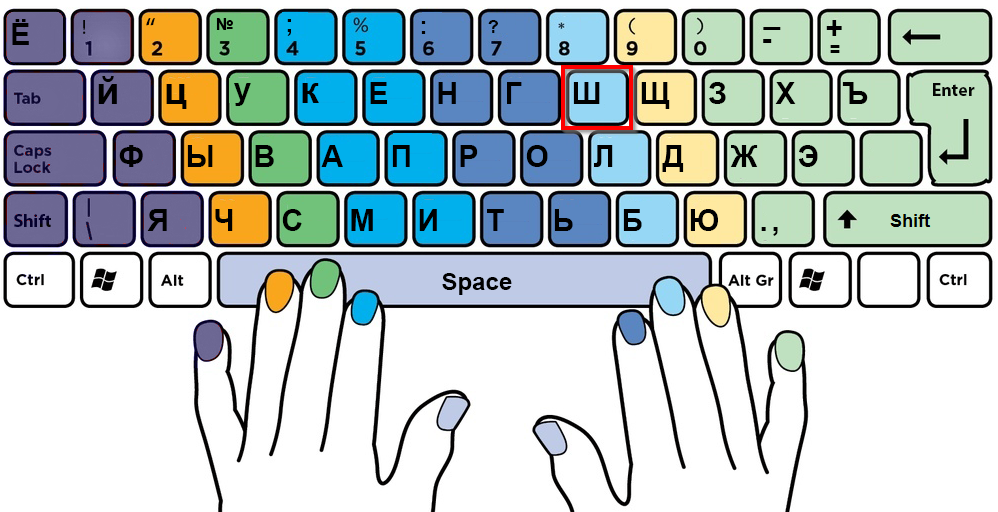 Ё ! 1 “ 2 № 3 ; 4 % 5 : 6 ? 7 * 8 ( 9 ) 0 — - + =
Tab Й Ц У К Е Н Г Ш Щ З Х Ъ Enter
Caps Lock Ф Ы В А П Р О Л Д Ж Э
Shift | \ Я Ч С М И Т Ь Б Ю . , Shift
Ctrl Alt Space Alt Gr Ctrl